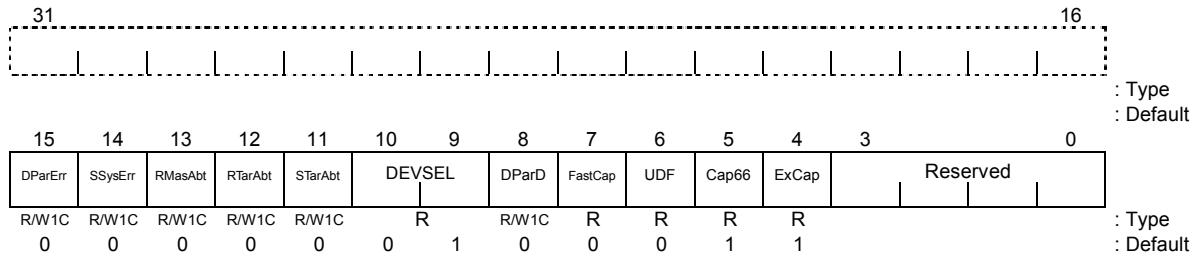 31 16
: Type
: Default
15 14 13 12 11 10 9 8 7 6 5 4 3 0
DParErr SSysErr RMasAbt RTarAbt STarAbt DEVSEL DParD FastCap UDF Cap66 ExCap Reserved
R/W1C R/W1C R/W1C R/W1C R/W1C R R/W1C R R R R : Type
0 0 0 0 0 0 1 0 0 0 1 1 : Default